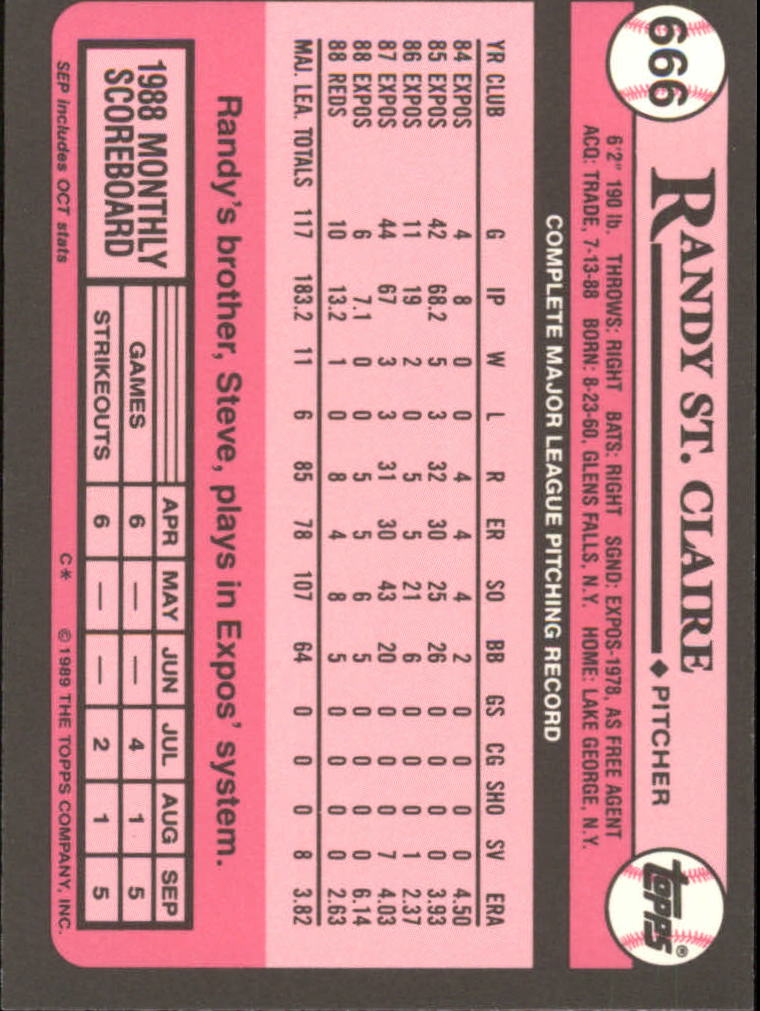 666
RANDY ST. CLAIRE ◆ PITCHER
TOPPS®
6'2" 190 lb. THROWS: RIGHT BATS: RIGHT SGND: EXPOS-1978, AS FREE AGENT
ACQ: TRADE, 7-13-88 BORN: 8-23-60, GLENS FALLS, N.Y. HOME: LAKE GEORGE, N.Y.
COMPLETE MAJOR LEAGUE PITCHING RECORD
YR CLUB G IP W L R ER SO BB GS CG SHO SV ERA
84 EXPOS 4 8 0 0 4 4 4 2 0 0 0 0 4.50
85 EXPOS 42 68.2 5 3 32 30 25 26 0 0 0 0 3.93
86 EXPOS 11 19 2 0 5 5 21 6 0 0 0 1 2.37
87 EXPOS 44 67 3 3 31 30 43 20 0 0 0 7 4.03
88 EXPOS 6 7.1 0 0 5 5 6 5 0 0 0 0 6.14
88 REDS 10 13.2 1 0 8 4 8 5 0 0 0 0 2.63
MAJ. LEA. TOTALS 117 183.2 11 6 85 78 107 64 0 0 0 8 3.82
Randy's brother, Steve, plays in Expos' system.
1988 MONTHLY
SCOREBOARD
APR MAY JUN JUL AUG SEP
GAMES 6 — — 4 1 5
STRIKEOUTS 6 — — 2 1 5
SEP includes OCT stats C* © 1989 THE TOPPS COMPANY, INC.